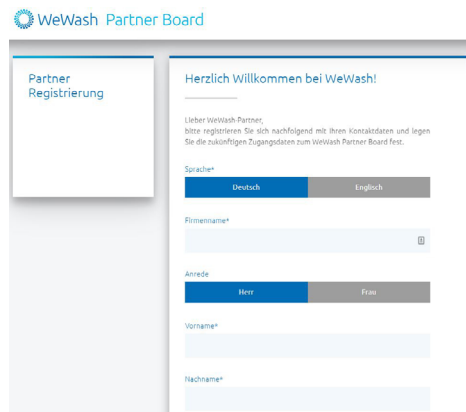 WeWash Partner Board
Partner
Registrierung
Herzlich Willkommen bei WeWash!
Lieber WeWash-Partner,
bitte registrieren Sie sich nachfolgend mit Ihren Kontaktdaten und legen
Sie die zukünftigen Zugangsdaten zum WeWash Partner Board fest.
Sprache*
Deutsch Englisch
Firmenname*
Anrede
Herr Frau
Vorname*
Nachname*